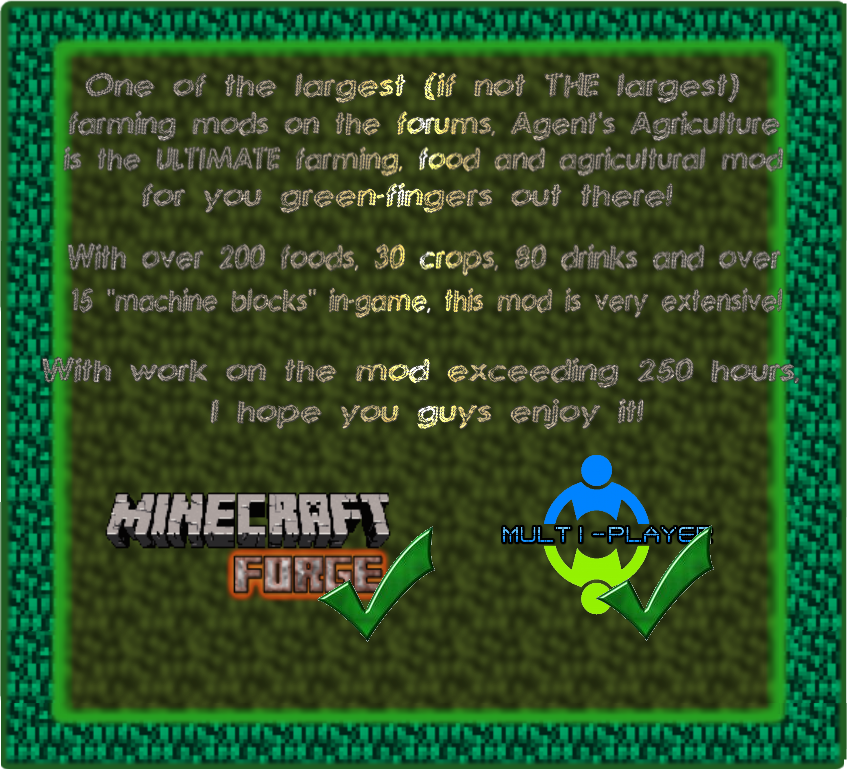 One of the largest (if not THE largest)
farming mods on the forums, Agent's Agriculture
is the ULTIMATE farming, food and agricultural mod
for you green-fingers out there!
With over 200 foods, 30 crops, 80 drinks and over
15 "machine blocks" in-game, this mod is very extensive!
With work on the mod exceeding 250 hours,
I hope you guys enjoy it!
MINECRAFT
FORGE
MULTI-PLAYER